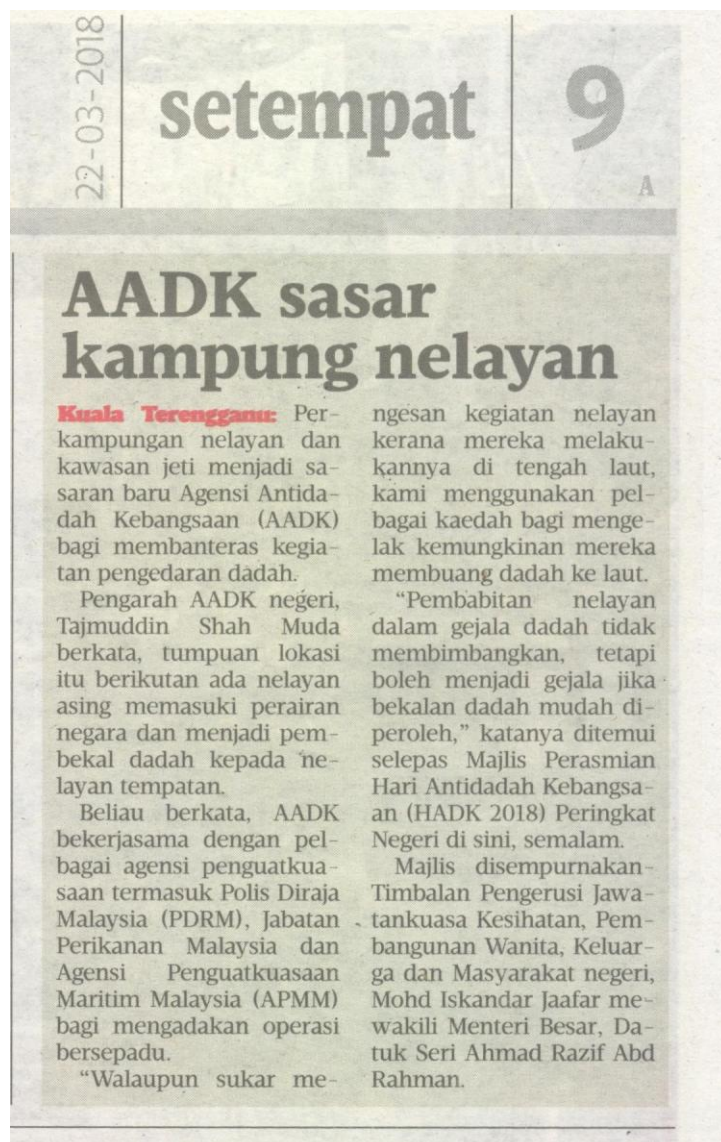 22-03-2018
setempat
9
A
AADK sasar
kampung nelayan
Kuala Terengganu: Per-
kampungan nelayan dan
kawasan jeti menjadi sa-
saran baru Agensi Antida-
dah Kebangsaan (AADK)
bagi membanteras kegia-
tan pengedaran dadah.
Pengarah AADK negeri,
Tajmuddin Shah Muda
berkata, tumpuan lokasi
itu berikutan ada nelayan
asing memasuki perairan
negara dan menjadi pem-
bekal dadah kepada ne-
layan tempatan.
Beliau berkata, AADK
bekerjasama dengan pel-
bagai agensi penguatkua-
saan termasuk Polis Diraja
Malaysia (PDRM), Jabatan
Perikanan Malaysia dan
Agensi Penguatkuasaan
Maritim Malaysia (APMM)
bagi mengadakan operasi
bersepadu.
“Walaupun sukar me-
ngesan kegiatan nelayan
kerana mereka melaku-
kannya di tengah laut,
kami menggunakan pel-
bagai kaedah bagi menge-
lak kemungkinan mereka
membuang dadah ke laut.
“Pembabitan nelayan
dalam gejala dadah tidak
membimbangkan, tetapi
boleh menjadi gejala jika
bekalan dadah mudah di-
peroleh,” katanya ditemui
selepas Majlis Perasmian
Hari Antidadah Kebangsa-
an (HADK 2018) Peringkat
Negeri di sini, semalam.
Majlis disempurnakan
Timbalan Pengerusi Jawa-
tankuasa Kesihatan, Pem-
bangunan Wanita, Keluar-
ga dan Masyarakat negeri,
Mohd Iskandar Jaafar me-
wakili Menteri Besar, Da-
tuk Seri Ahmad Razif Abd
Rahman.